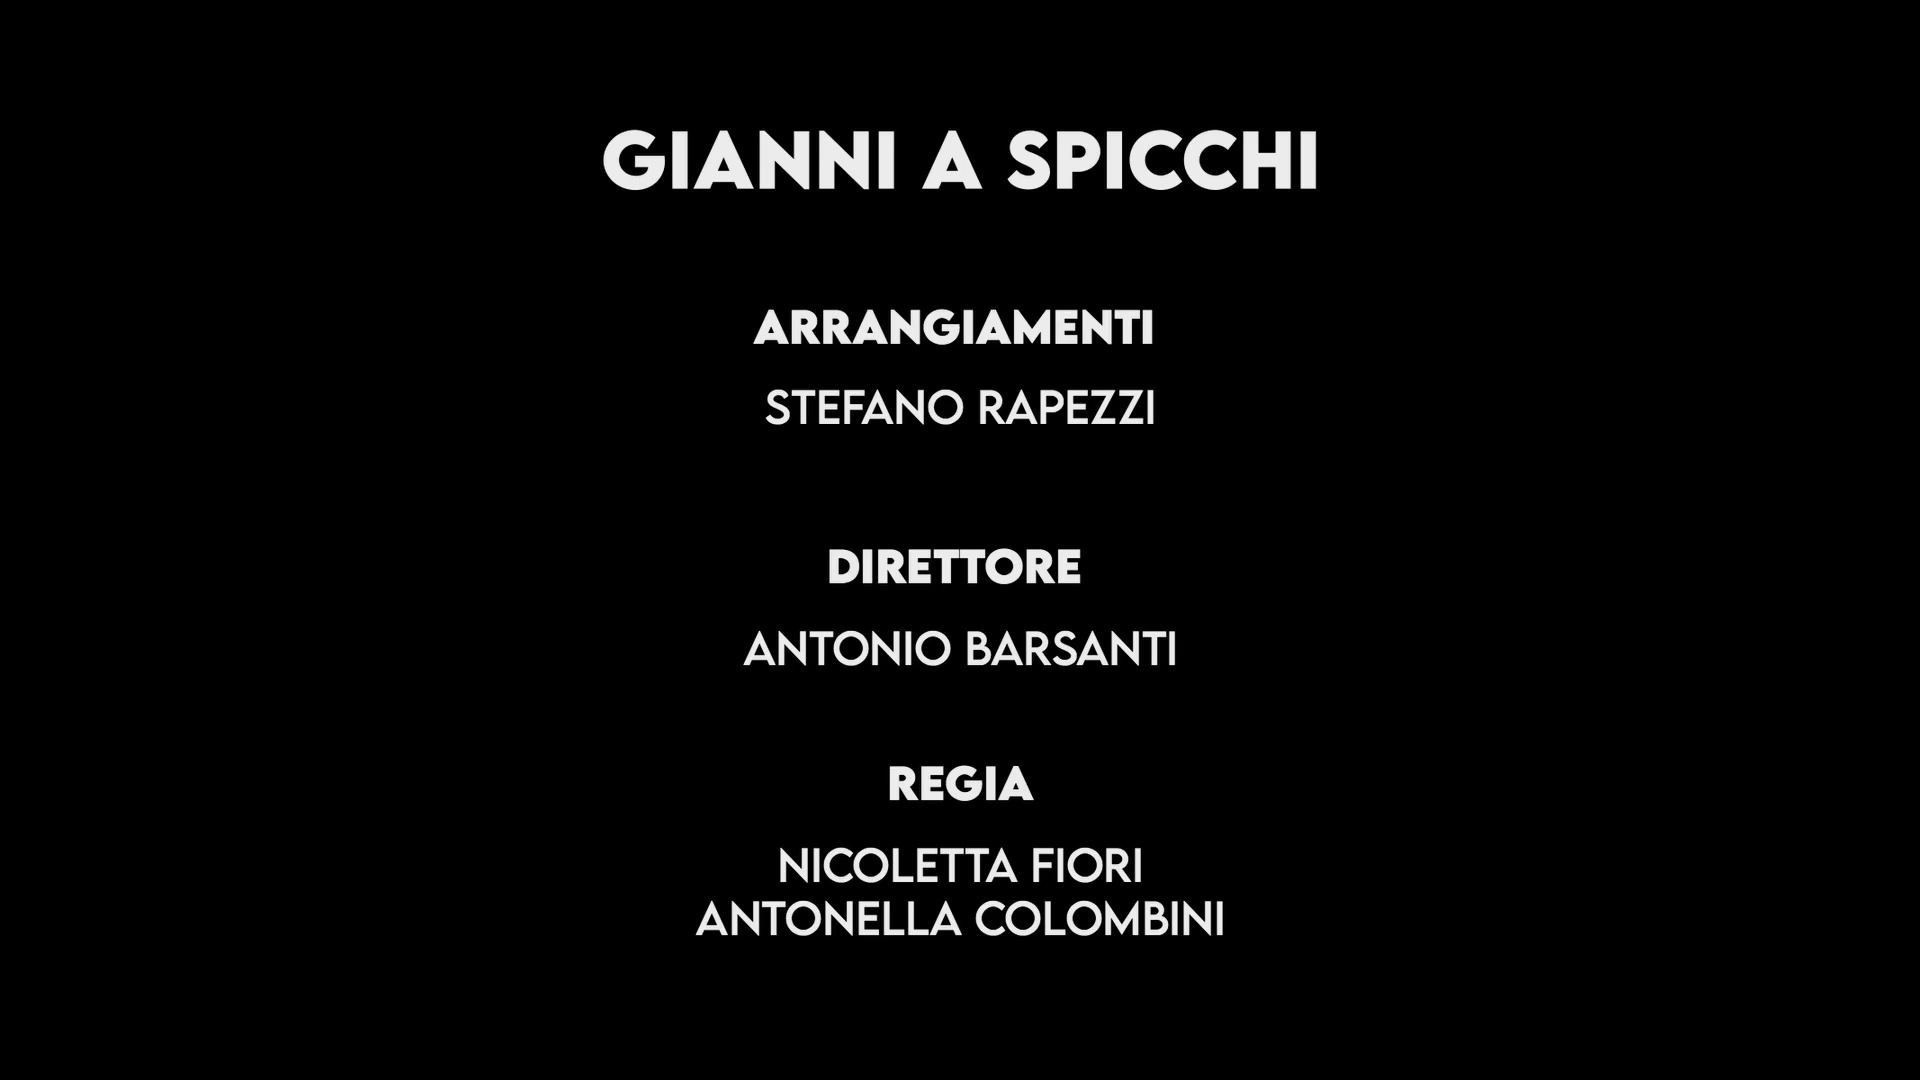 GIANNI A SPICCHI
ARRANGIAMENTI
STEFANO RAPEZZI
DIRETTORE
ANTONIO BARSANTI
REGIA
NICOLETTA FIORI
ANTONELLA COLOMBINI